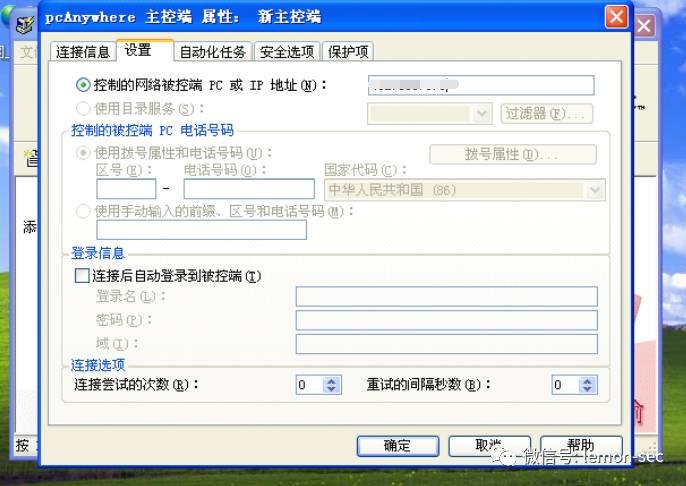 pcAnywhere 主控端 属性： 新主控端
连接信息 设置 自动化任务 安全选项 保护项
控制的网络被控端 PC 或 IP 地址(N)：
使用目录服务(S)：
过滤器(F)...
控制的被控端 PC 电话号码
使用拨号属性和电话号码(U)：
拨号属性(D)...
区号(E)： 电话号码(O)： 国家代码(C)：
- 中华人民共和国 (86)
使用手动输入的前缀、区号和电话号码(M)：
登录信息
连接后自动登录到被控端(T)
登录名(L)：
密码(P)：
域(I)：
连接选项
连接尝试的次数(R)： 0 重试的间隔秒数(B)： 0
确定 取消 帮助
微信号: lemon-sec
文
添
按